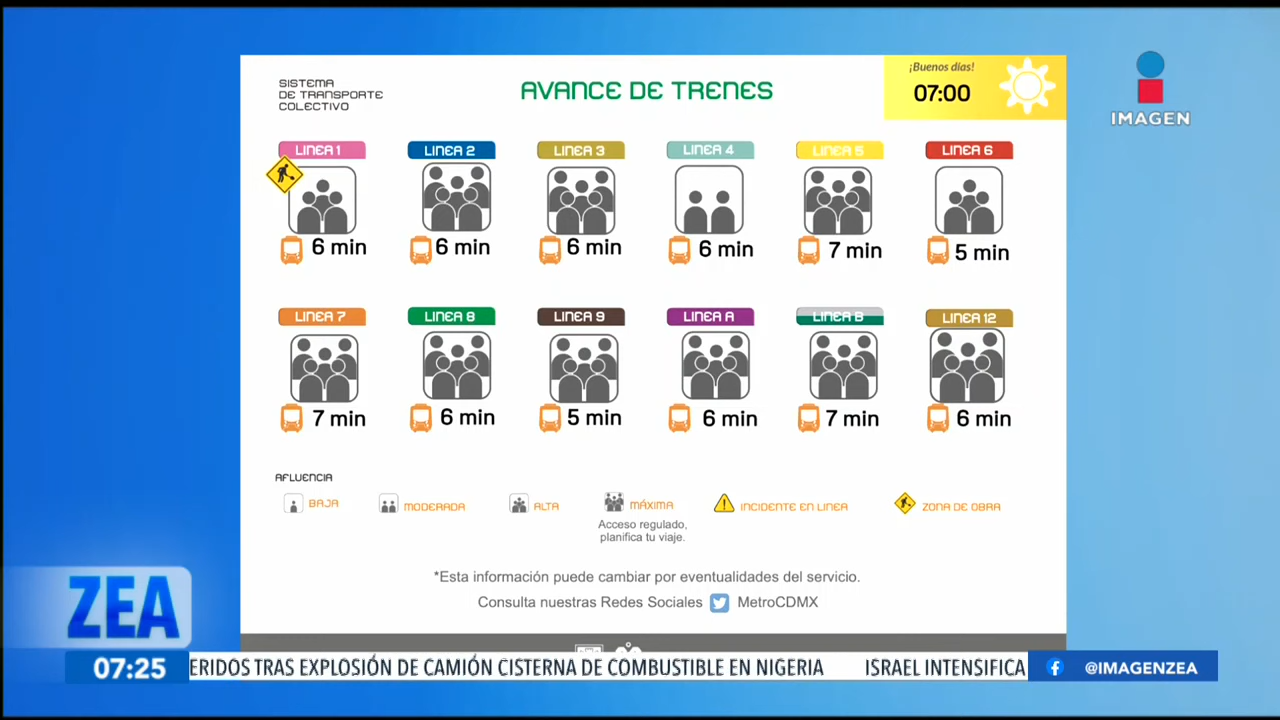 SISTEMA
DE TRANSPORTE
COLECTIVO
AVANCE DE TRENES
¡Buenos días!
07:00
IMAGEN
LINEA 1
LINEA 2
LINEA 3
LINEA 4
LINEA 5
LINEA 6
6 min
6 min
6 min
6 min
7 min
5 min
LINEA 7
LINEA 8
LINEA 9
LINEA A
LINEA B
LINEA 12
7 min
6 min
5 min
6 min
7 min
6 min
AFLUENCIA
BAJA
MODERADA
ALTA
MÁXIMA
INCIDENTE EN LINEA
ZONA DE OBRA
Acceso regulado,
planifica tu viaje.
*Esta información puede cambiar por eventualidades del servicio.
Consulta nuestras Redes Sociales MetroCDMX
ZEA
07:25
ERIDOS TRAS EXPLOSIÓN DE CAMIÓN CISTERNA DE COMBUSTIBLE EN NIGERIA ISRAEL INTENSIFICA
@IMAGENZEA